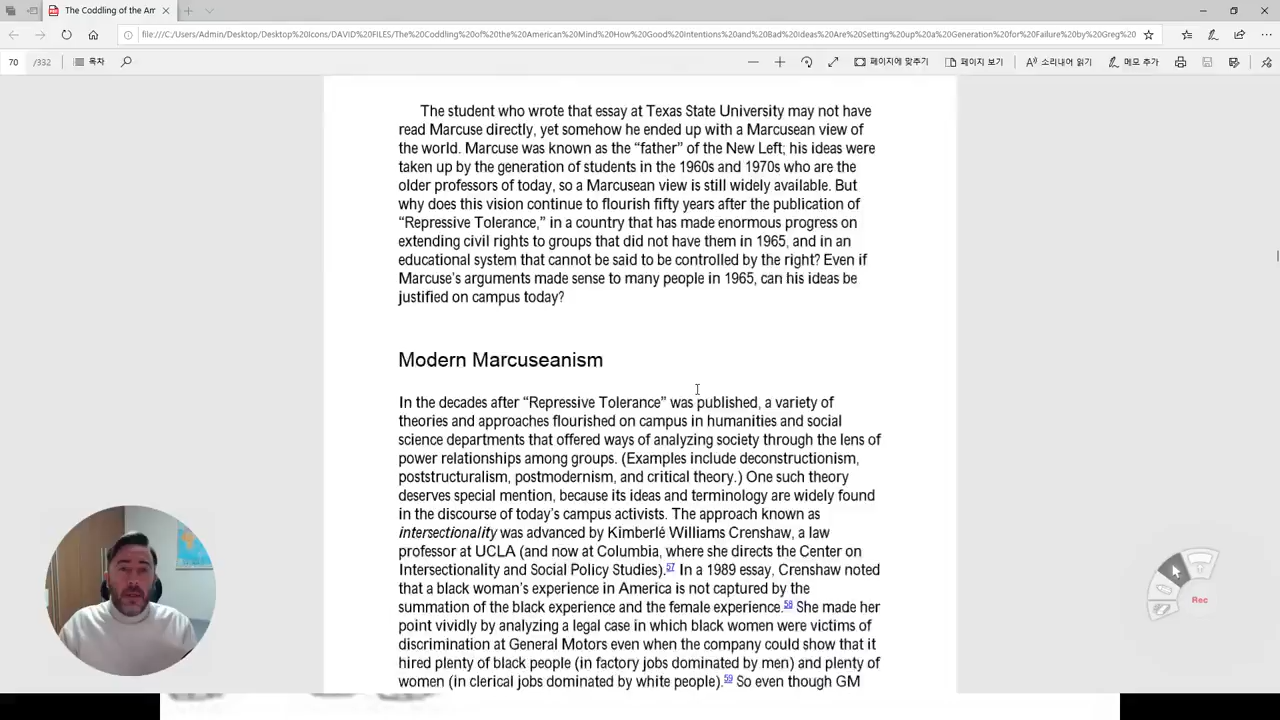 The Coddling of the Am
file:///C:/Users/Admin/Desktop/Desktop%20Icons/DAVID%20FILES/The%20Coddling%20of%20the%20American%20Mind%20How%20Good%20Intentions%20and%20Bad%20Ideas%20Are%20Setting%20up%20a%20Generation%20for%20Failure%20by%20Greg%20
70 /332 목차 페이지에 맞추기 페이지 보기 소리내어 읽기 메모 추가
The student who wrote that essay at Texas State University may not have
read Marcuse directly, yet somehow he ended up with a Marcusean view of
the world. Marcuse was known as the “father” of the New Left; his ideas were
taken up by the generation of students in the 1960s and 1970s who are the
older professors of today, so a Marcusean view is still widely available. But
why does this vision continue to flourish fifty years after the publication of
“Repressive Tolerance,” in a country that has made enormous progress on
extending civil rights to groups that did not have them in 1965, and in an
educational system that cannot be said to be controlled by the right? Even if
Marcuse’s arguments made sense to many people in 1965, can his ideas be
justified on campus today?
Modern Marcuseanism
In the decades after “Repressive Tolerance” was published, a variety of
theories and approaches flourished on campus in humanities and social
science departments that offered ways of analyzing society through the lens of
power relationships among groups. (Examples include deconstructionism,
poststructuralism, postmodernism, and critical theory.) One such theory
deserves special mention, because its ideas and terminology are widely found
in the discourse of today’s campus activists. The approach known as
intersectionality was advanced by Kimberlé Williams Crenshaw, a law
professor at UCLA (and now at Columbia, where she directs the Center on
Intersectionality and Social Policy Studies).57 In a 1989 essay, Crenshaw noted
that a black woman’s experience in America is not captured by the
summation of the black experience and the female experience.58 She made her
point vividly by analyzing a legal case in which black women were victims of
discrimination at General Motors even when the company could show that it
hired plenty of black people (in factory jobs dominated by men) and plenty of
women (in clerical jobs dominated by white people).59 So even though GM
Rec